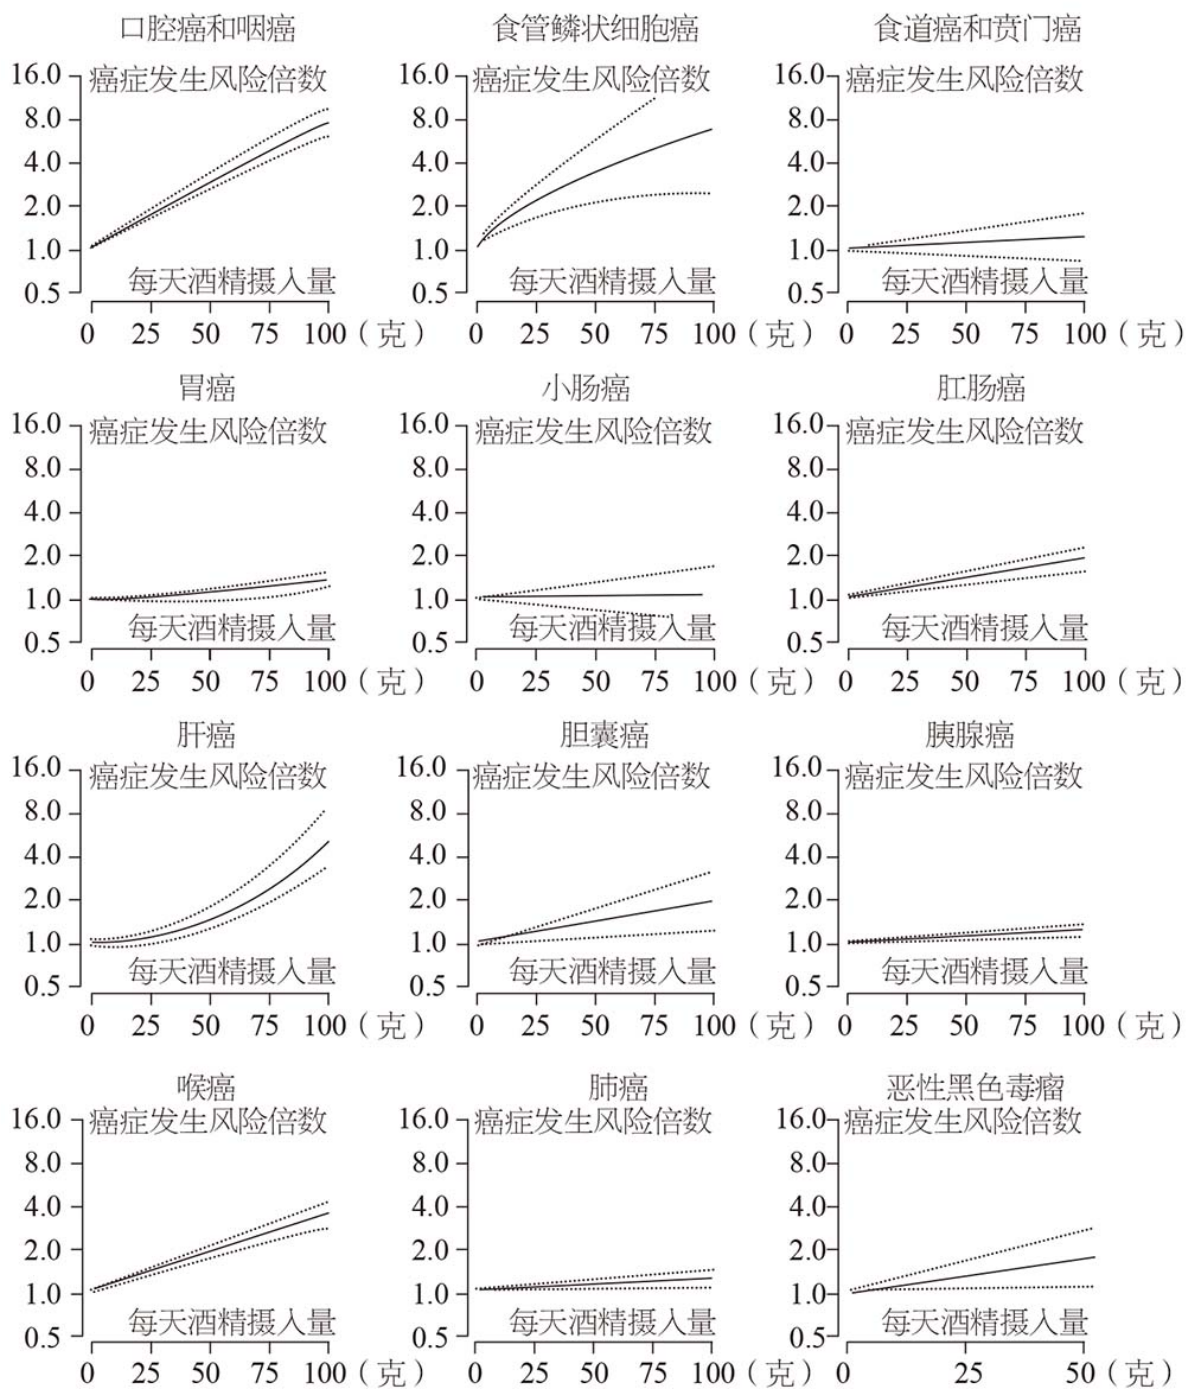 口腔癌和咽癌 食管鳞状细胞癌 食道癌和贲门癌
16.0 癌症发生风险倍数 16.0 癌症发生风险倍数 16.0 癌症发生风险倍数
8.0 8.0 8.0
4.0 4.0 4.0
2.0 2.0 2.0
1.0 1.0 1.0
每天酒精摄入量 每天酒精摄入量 每天酒精摄入量
0.5 0.5 0.5
0 25 50 75 100（克） 0 25 50 75 100（克） 0 25 50 75 100（克）
胃癌 小肠癌 肛肠癌
16.0 癌症发生风险倍数 16.0 癌症发生风险倍数 16.0 癌症发生风险倍数
8.0 8.0 8.0
4.0 4.0 4.0
2.0 2.0 2.0
1.0 1.0 1.0
每天酒精摄入量 每天酒精摄入量 每天酒精摄入量
0.5 0.5 0.5
0 25 50 75 100（克） 0 25 50 75 100（克） 0 25 50 75 100（克）
肝癌 胆囊癌 胰腺癌
16.0 癌症发生风险倍数 16.0 癌症发生风险倍数 16.0 癌症发生风险倍数
8.0 8.0 8.0
4.0 4.0 4.0
2.0 2.0 2.0
1.0 1.0 1.0
每天酒精摄入量 每天酒精摄入量 每天酒精摄入量
0.5 0.5 0.5
0 25 50 75 100（克） 0 25 50 75 100（克） 0 25 50 75 100（克）
喉癌 肺癌 恶性黑色毒瘤
16.0 癌症发生风险倍数 16.0 癌症发生风险倍数 16.0 癌症发生风险倍数
8.0 8.0 8.0
4.0 4.0 4.0
2.0 2.0 2.0
1.0 1.0 1.0
每天酒精摄入量 每天酒精摄入量 每天酒精摄入量
0.5 0.5 0.5
0 25 50 75 100（克） 0 25 50 75 100（克） 0 25 50（克）